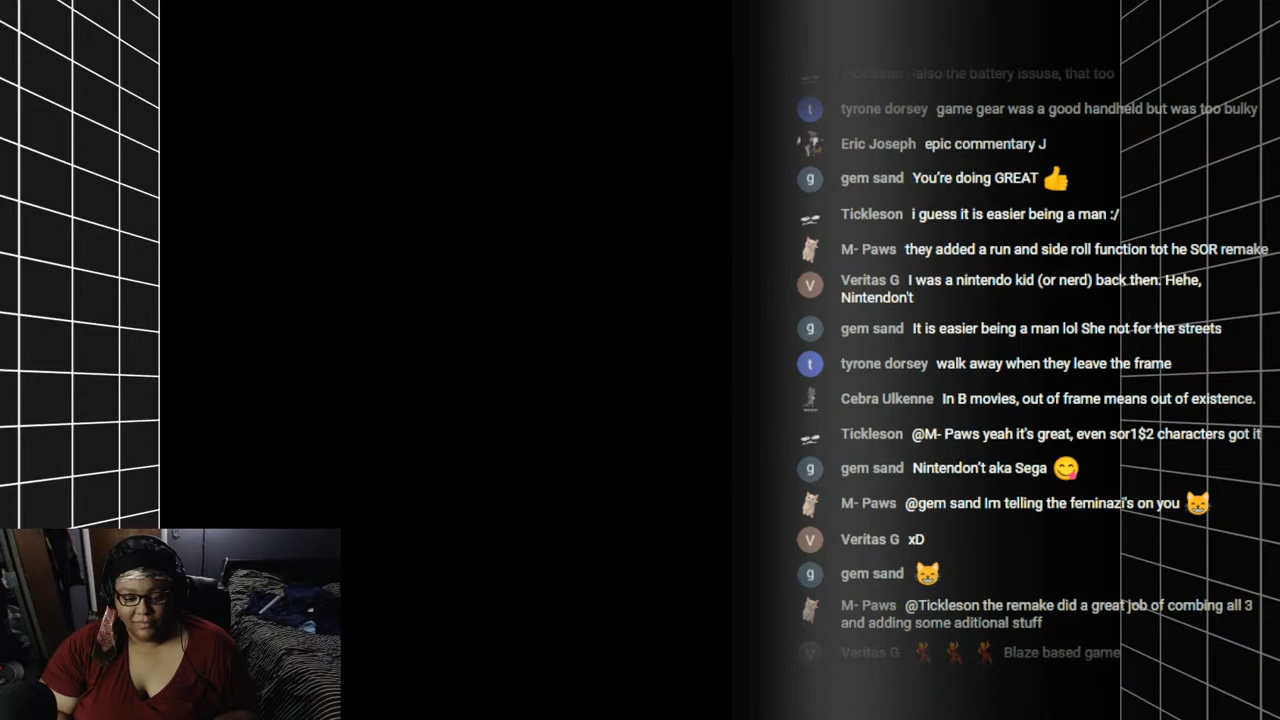 Tickleson -also the battery issuse, that too
t tyrone dorsey game gear was a good handheld but was too bulky
Eric Joseph epic commentary J
g gem sand You're doing GREAT 👍
Tickleson i guess it is easier being a man :/
M- Paws they added a run and side roll function tot he SOR remake
V Veritas G I was a nintendo kid (or nerd) back then. Hehe,
Nintendon't
g gem sand It is easier being a man lol She not for the streets
t tyrone dorsey walk away when they leave the frame
Cebra Ulkenne In B movies, out of frame means out of existence.
Tickleson @M- Paws yeah it's great, even sor1$2 characters got it
g gem sand Nintendon't aka Sega 😋
M- Paws @gem sand Im telling the feminazi's on you 😸
V Veritas G xD
g gem sand 😸
M- Paws @Tickleson the remake did a great job of combing all 3
and adding some aditional stuff
V Veritas G 💃 💃 💃 Blaze based game